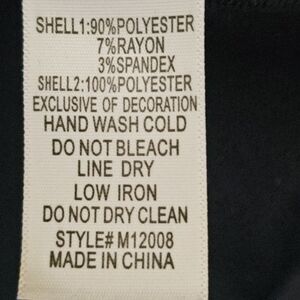 SHELL1:90%POLYESTER
7%RAYON
3%SPANDEX
SHELL2:100%POLYESTER
EXCLUSIVE OF DECORATION
HAND WASH COLD
DO NOT BLEACH
LINE DRY
LOW IRON
DO NOT DRY CLEAN
STYLE# M12008
MADE IN CHINA